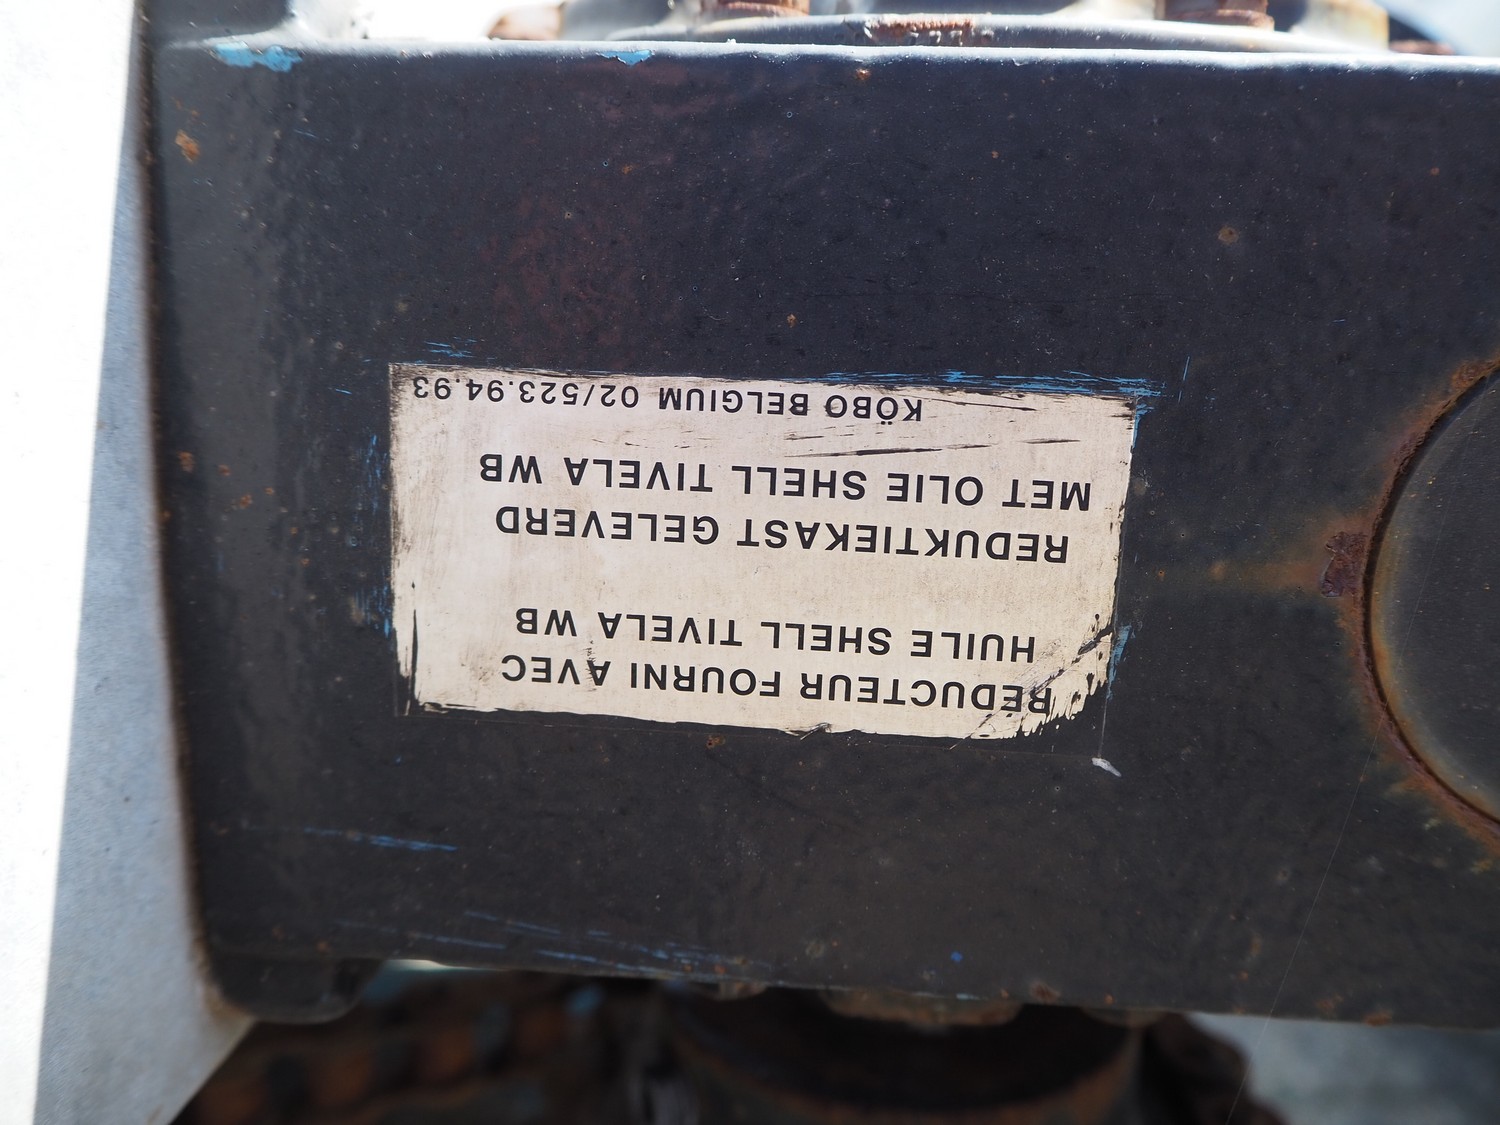 REDUCTEUR FOURNI AVEC
HUILE SHELL TIVELA WB
REDUKTIEKAST GELEVERD
MET OLIE SHELL TIVELA WB
KÖBO BELGIUM 02/523.94.93